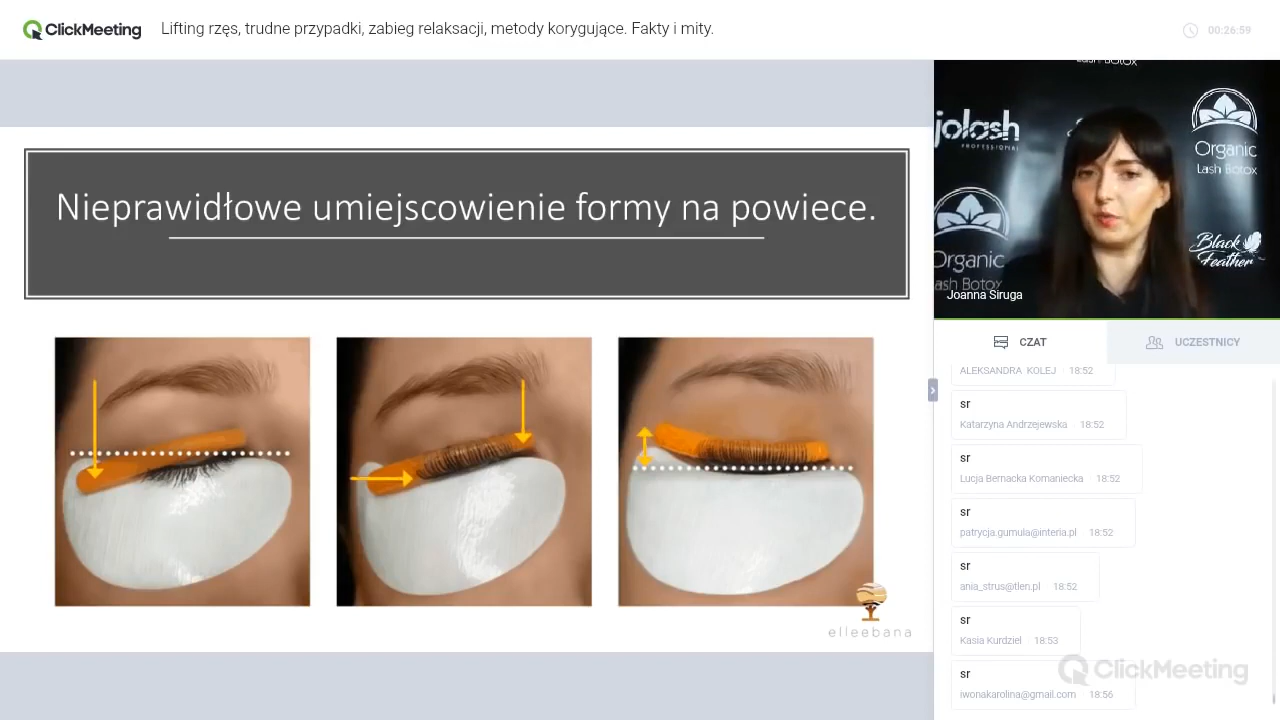 ClickMeeting
Lifting rzęs, trudne przypadki, zabieg relaksacji, metody korygujące. Fakty i mity.
00:26:59
Nieprawidłowe umiejscowienie formy na powiece.
elleebana
Lash Botox
jolash
PROFESSIONAL
Organic
Lash Botox
Organic
Lash Botox
Black
Feather
Joanna Siruga
CZAT
UCZESTNICY
ALEKSANDRA KOLEJ · 18:52
sr
Katarzyna Andrzejewska · 18:52
sr
Lucja Bernacka Komaniecka · 18:52
sr
patrycja.gumula@interia.pl · 18:52
sr
ania_strus@tlen.pl · 18:52
sr
Kasia Kurdziel · 18:53
sr
iwonakarolina@gmail.com · 18:56
ClickMeeting